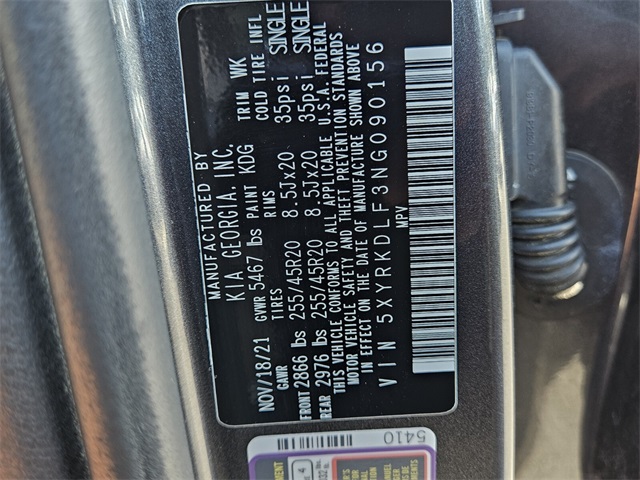 MANUFACTURED BY
KIA GEORGIA, INC.
NOV/18/21 GVWR 5467 lbs PAINT KDG TRIM WK
GAWR TIRES RIMS COLD TIRE INFL
FRONT 2866 lbs 255/45R20 8.5Jx20 35psi SINGLE
REAR 2976 lbs 255/45R20 8.5Jx20 35psi SINGLE
THIS VEHICLE CONFORMS TO ALL APPLICABLE U.S.A. FEDERAL
MOTOR VEHICLE SAFETY AND THEFT PREVENTION STANDARDS
IN EFFECT ON THE DATE OF MANUFACTURE SHOWN ABOVE
VIN 5XYRKDLF3NG090156
MPV
5410